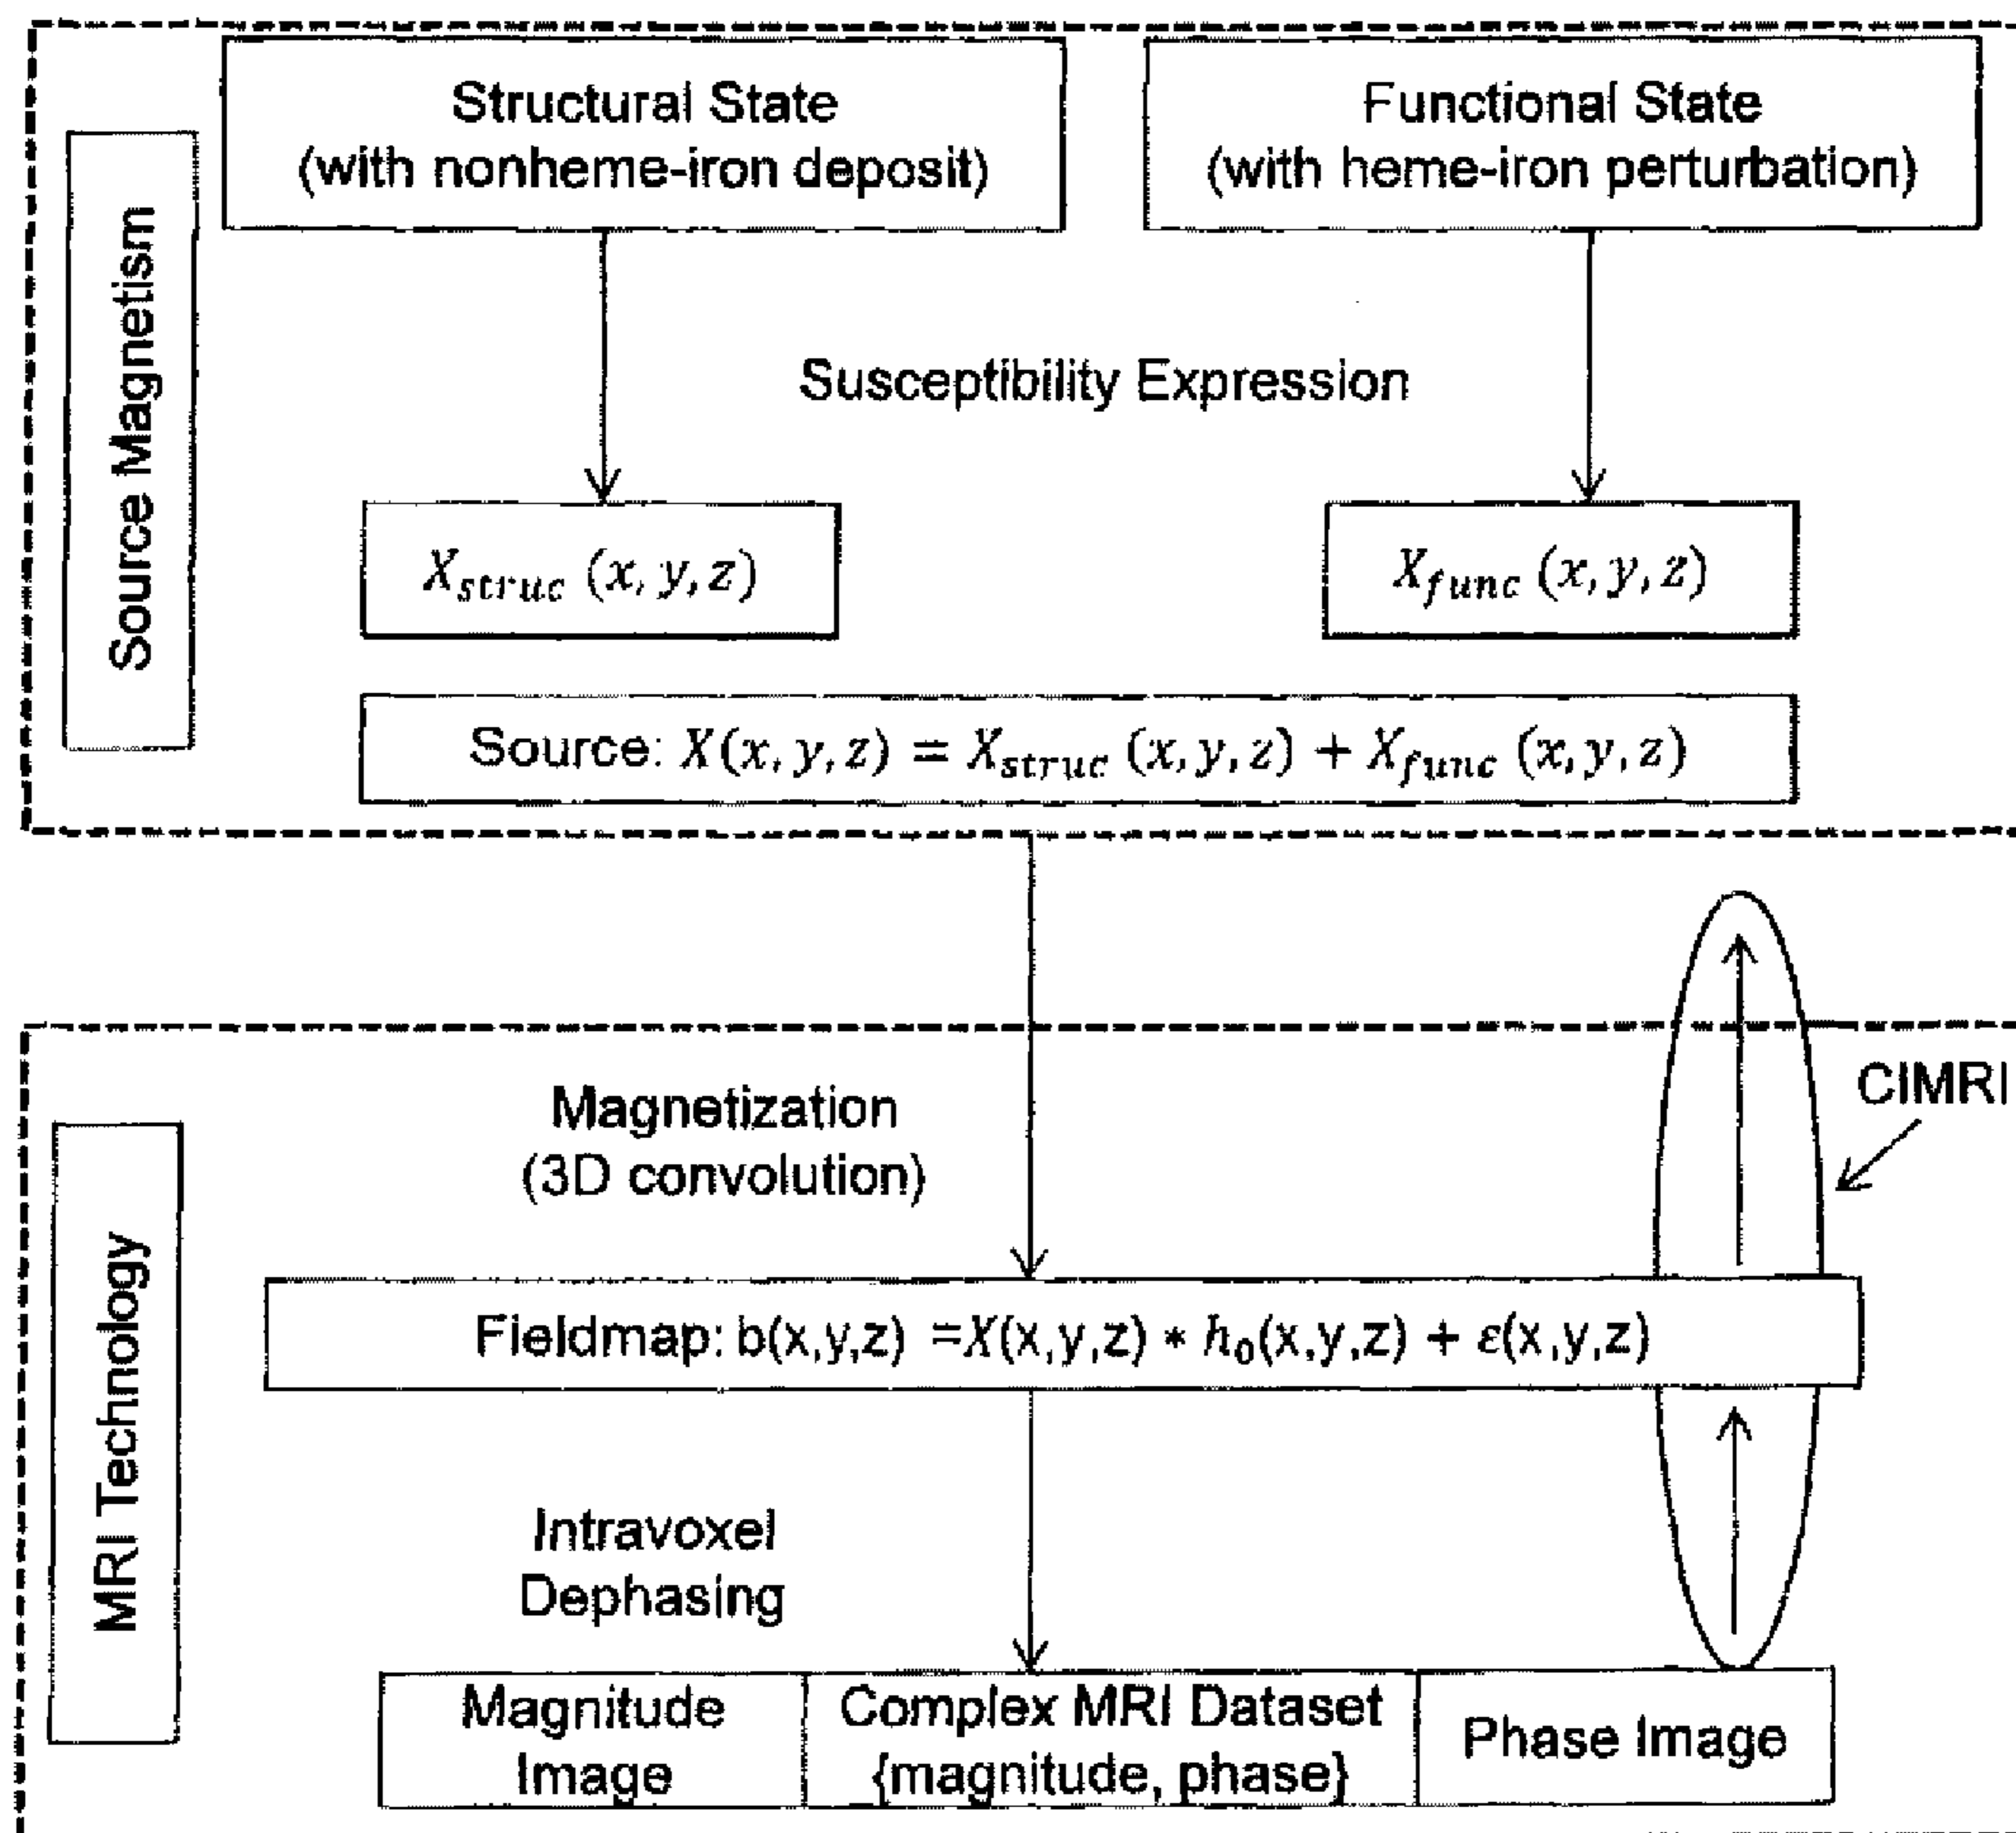 Source Magnetism
Structural State
(with nonheme-iron deposit)
Functional State
(with heme-iron perturbation)
Susceptibility Expression
X_struc (x, y, z)
X_func (x, y, z)
Source: X(x, y, z) = X_struc (x, y, z) + X_func (x, y, z)
MRI Technology
Magnetization
(3D convolution)
CIMRI
Fieldmap: b(x,y,z) =X(x,y,z) * h₀(x,y,z) + ε(x,y,z)
Intravoxel
Dephasing
Magnitude
Image
Complex MRI Dataset
{magnitude, phase}
Phase Image